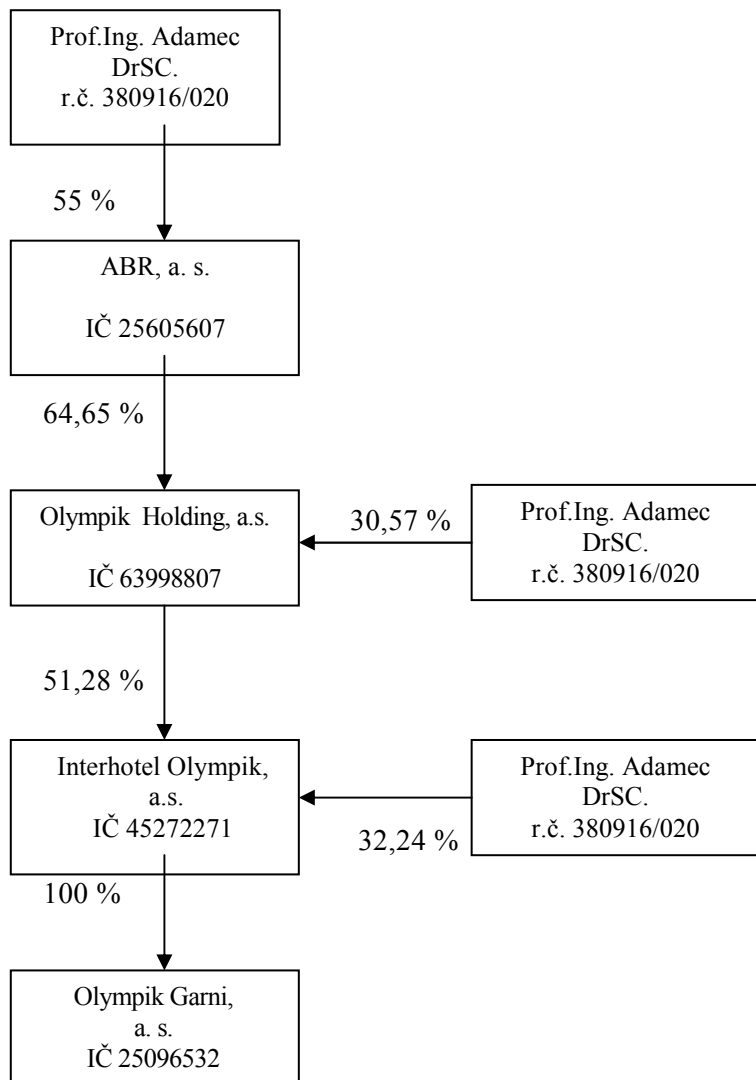 Prof.Ing. Adamec
DrSC.
r.č. 380916/020
55 %
ABR, a. s.
IČ 25605607
64,65 %
Olympik Holding, a.s.
IČ 63998807
30,57 %
Prof.Ing. Adamec
DrSC.
r.č. 380916/020
51,28 %
Interhotel Olympik,
a.s.
IČ 45272271
32,24 %
Prof.Ing. Adamec
DrSC.
r.č. 380916/020
100 %
Olympik Garni,
a. s.
IČ 25096532